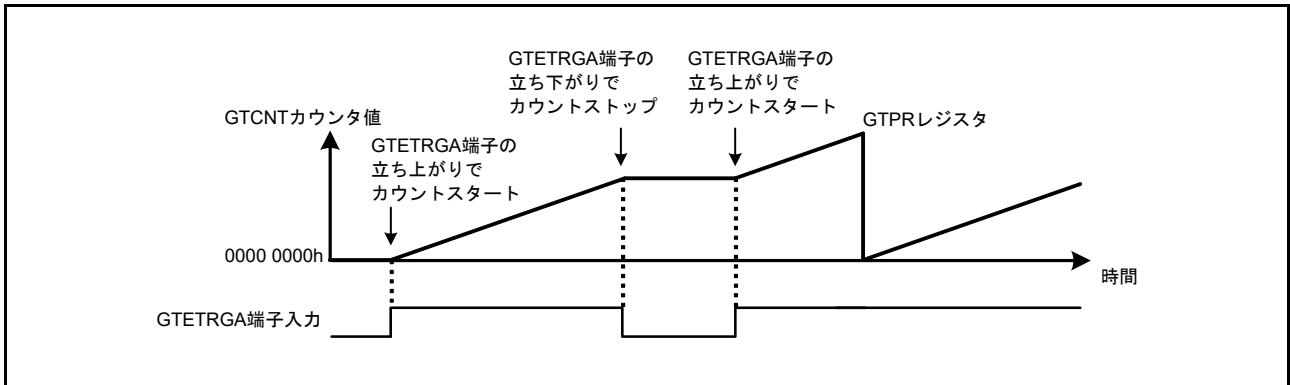 GTETRGA端子の
立ち下がりで
カウントストップ
GTETRGA端子の
立ち上がりで
カウントスタート
GTCNTカウンタ値
GTPRレジスタ
GTETRGA端子の
立ち上がりで
カウントスタート
0000 0000h
時間
GTETRGA端子入力